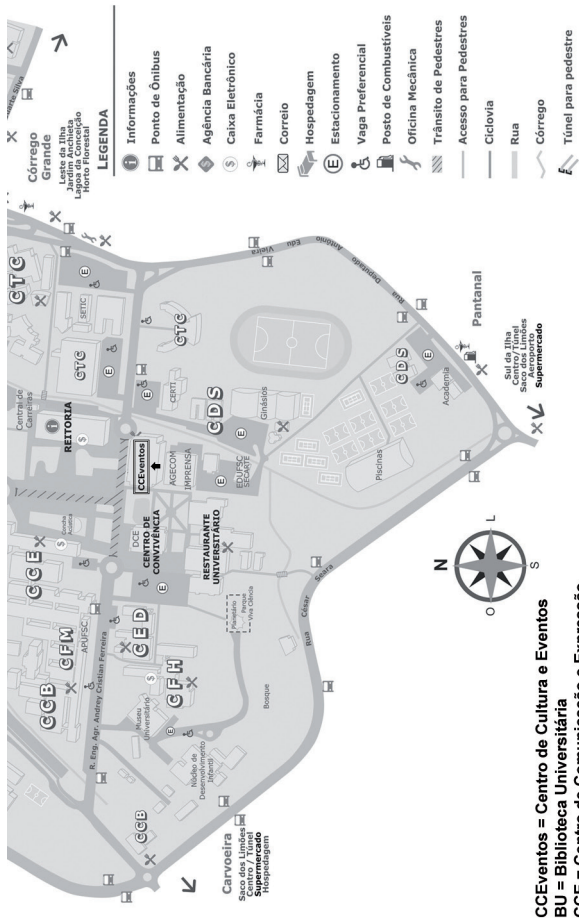 Córrego
Grande
Leste da Ilha
Jardim Anchieta
Lagoa da Conceição
Horto Florestal
LEGENDA
Informações
Ponto de Ônibus
Alimentação
Agência Bancária
Caixa Eletrônico
Farmácia
Correio
Hospedagem
Estacionamento
Vaga Preferencial
Posto de Combustíveis
Oficina Mecânica
Trânsito de Pedestres
Acesso para Pedestres
Ciclovia
Rua
Córrego
Túnel para pedestre
CTC
SETIC
CTC
CTC
Central de
Carreiras
REITORIA
CERTI
CDS
Ginásios
CCEventos
AGECOM
IMPRENSA
EDUFSC
SECARTE
Concha
Acústica
DCE
CENTRO DE
CONVIVÊNCIA
RESTAURANTE
UNIVERSITÁRIO
CCE
CFM
CCB
APUFSC
R. Eng. Agr. Andrey Cristian Ferreira
CED
CFH
Museu
Universitário
Planetário
Parque
Viva Ciência
Bosque
Núcleo de
Desenvolvimento
Infantil
CCB
Carvoeira
Saco dos Limões
Centro / Túnel
Supermercado
Hospedagem
Rua César Seara
Piscinas
Academia
CDS
Rua Deputado Antônio Edu Vieira
Pantanal
Sul da Ilha
Centro/Túnel
Saco dos Limões
Aeroporto
Supermercado
N
L
S
O
CCEventos = Centro de Cultura e Eventos
BU = Biblioteca Universitária